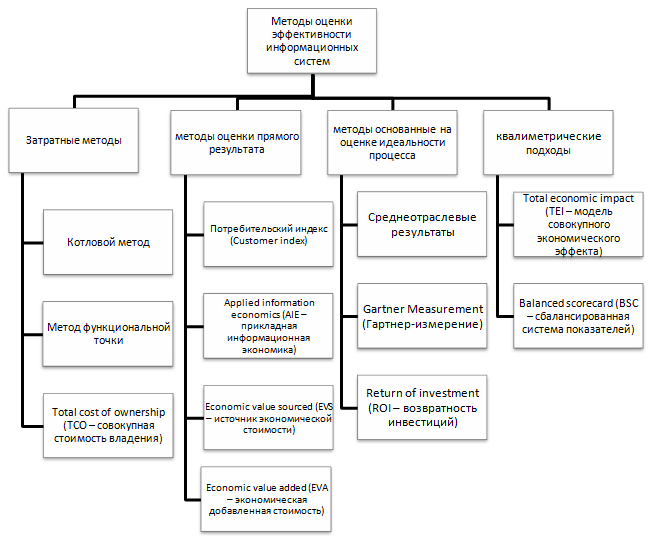 Методы оценки
эффективности
информационных
систем
Затратные методы
Котловой метод
Метод функциональной
точки
Total cost of ownership
(TCO – совокупная
стоимость владения)
методы оценки прямого
результата
Потребительский индекс
(Customer index)
Applied information
economics (AIE –
прикладная
информационная
экономика)
Economic value sourced (EVS
– источник экономической
стоимости)
Economic value added (EVA
– экономическая
добавленная стоимость)
методы основанные на
оценке идеальности
процесса
Среднеотраслевые
результаты
Gartner Measurement
(Гартнер-измерение)
Return of investment
(ROI – возвратность
инвестиций)
квалиметрические
подходы
Total economic impact
(TEI – модель
совокупного
экономического
эффекта)
Balanced scorecard (BSC
– сбалансированная
система показателей)